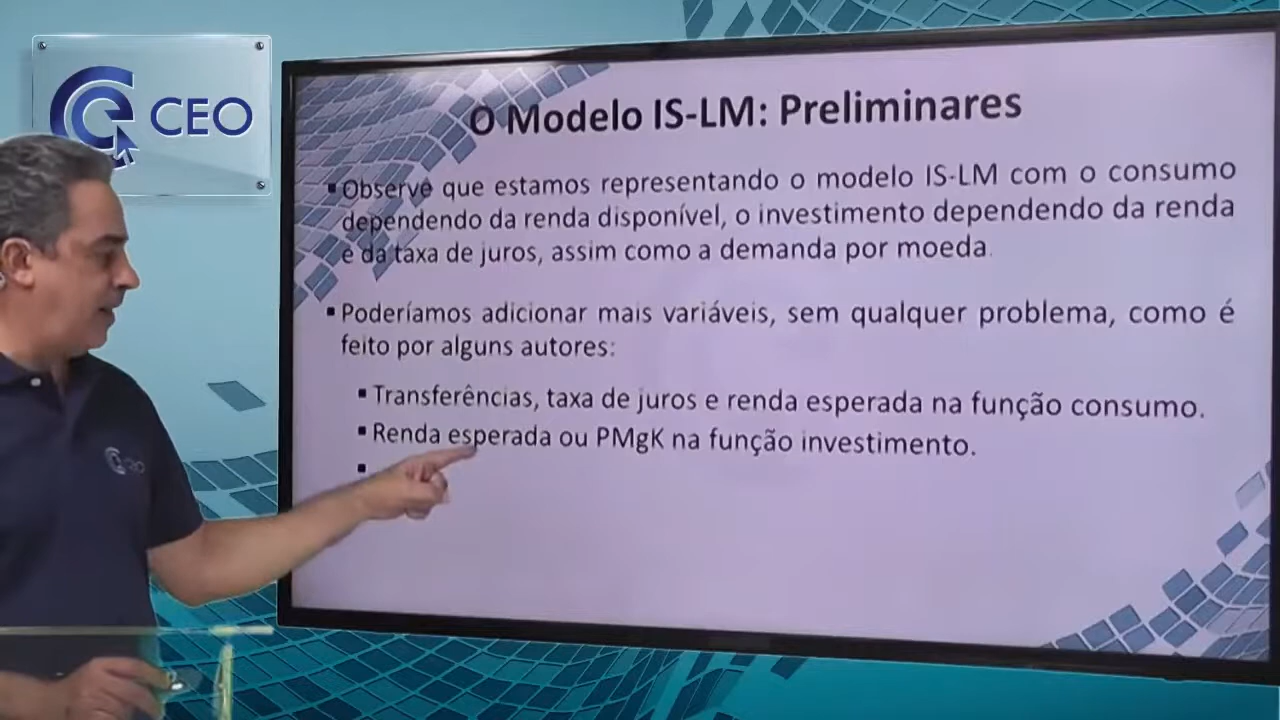 CEO
O Modelo IS-LM: Preliminares
▪Observe que estamos representando o modelo IS-LM com o consumo
dependendo da renda disponível, o investimento dependendo da renda
e da taxa de juros, assim como a demanda por moeda.
▪Poderíamos adicionar mais variáveis, sem qualquer problema, como é
feito por alguns autores:
▪Transferências, taxa de juros e renda esperada na função consumo.
▪Renda esperada ou PMgK na função investimento.
▪
CEO